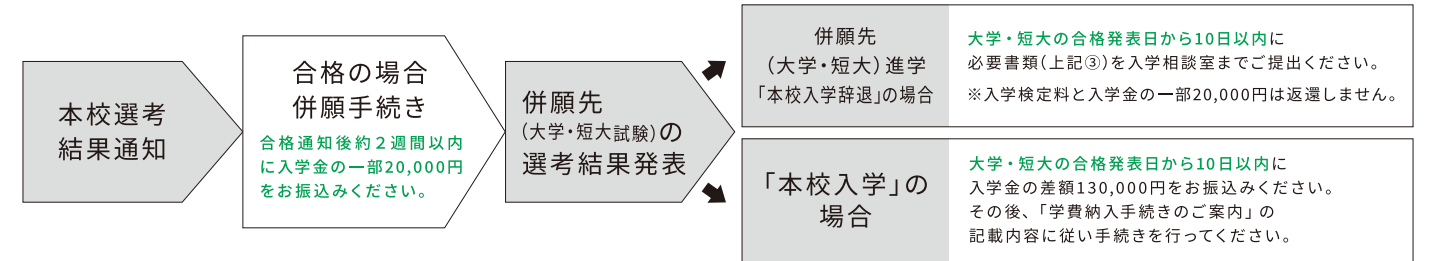 本校選考
結果通知
合格の場合
併願手続き
合格通知後約2週間以内
に入学金の一部20,000円
をお振込みください。
併願先
(大学・短大試験)の
選考結果発表
併願先
(大学・短大)進学
「本校入学辞退」の場合
大学・短大の合格発表日から10日以内に
必要書類(上記③)を入学相談室までご提出ください。
※入学検定料と入学金の一部20,000円は返還しません。
「本校入学」の
場合
大学・短大の合格発表日から10日以内に
入学金の差額130,000円をお振込みください。
その後、「学費納入手続きのご案内」の
記載内容に従い手続きを行ってください。